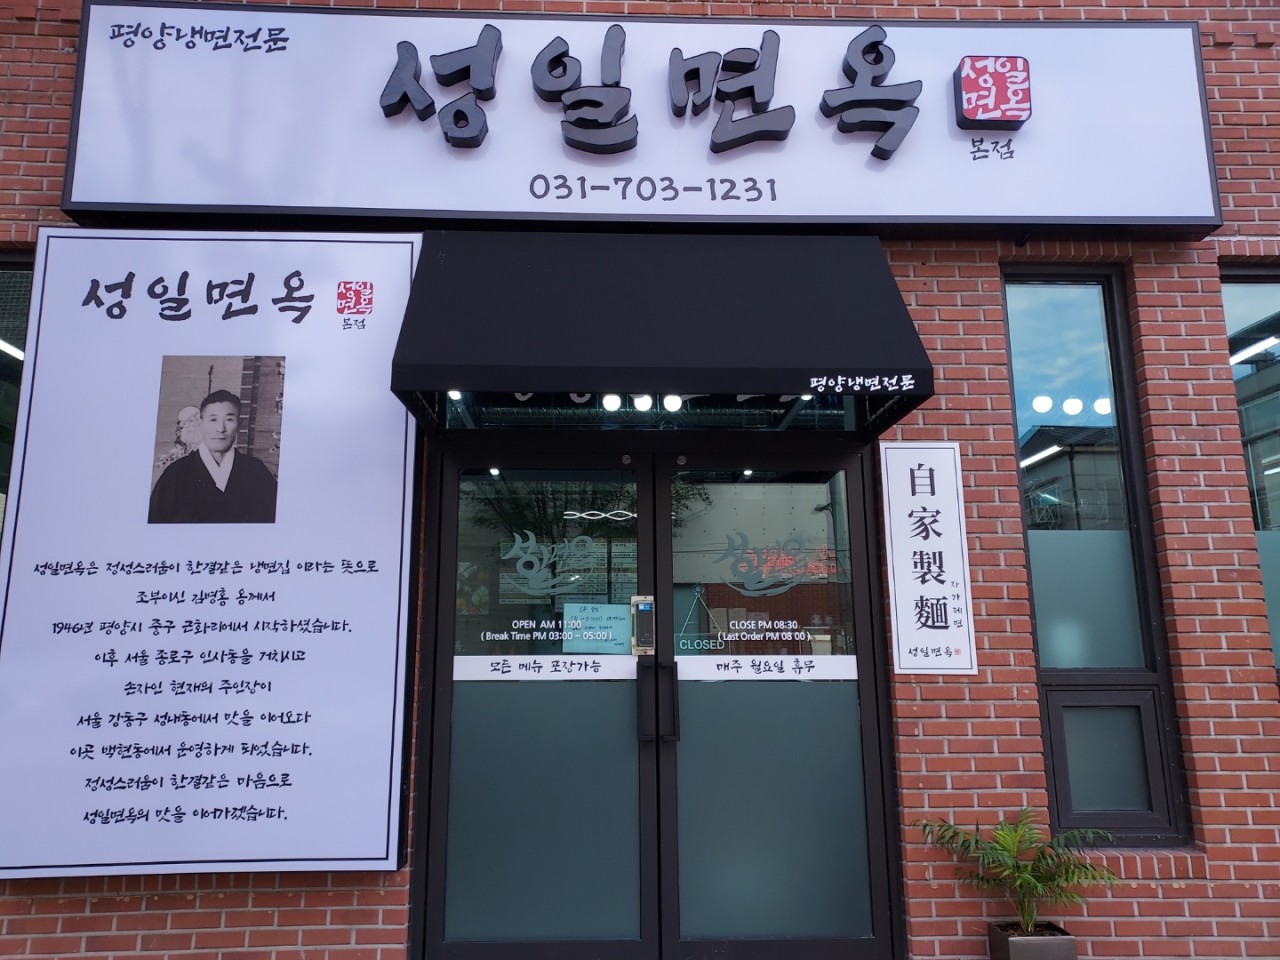 평양냉면전문
성일면옥
성일
면옥
본점
031-703-1231
성일면옥
성일
면옥
본점
성일면옥은 정성스러움이 한결같은 냉면집 이라는 뜻으로
조부이신 김병홍 옹께서
1946년 평양시 중구 근화리에서 시작하셨습니다.
이후 서울 종로구 인사동을 거치시고
손자인 현재의 주인장이
서울 강동구 성내동에서 맛을 이어오다
이곳 백현동에서 운영하게 되었습니다.
정성스러움이 한결같은 마음으로
성일면옥의 맛을 이어가겠습니다.
평양냉면전문
OPEN AM 11:00
( Break Time PM 03:00 ~ 05:00 )
모든 메뉴 포장가능
CLOSE PM 08:30
(Last Order PM 08:00 )
CLOSED
매주 월요일 휴무
自家製麵
자가제면
성일면옥